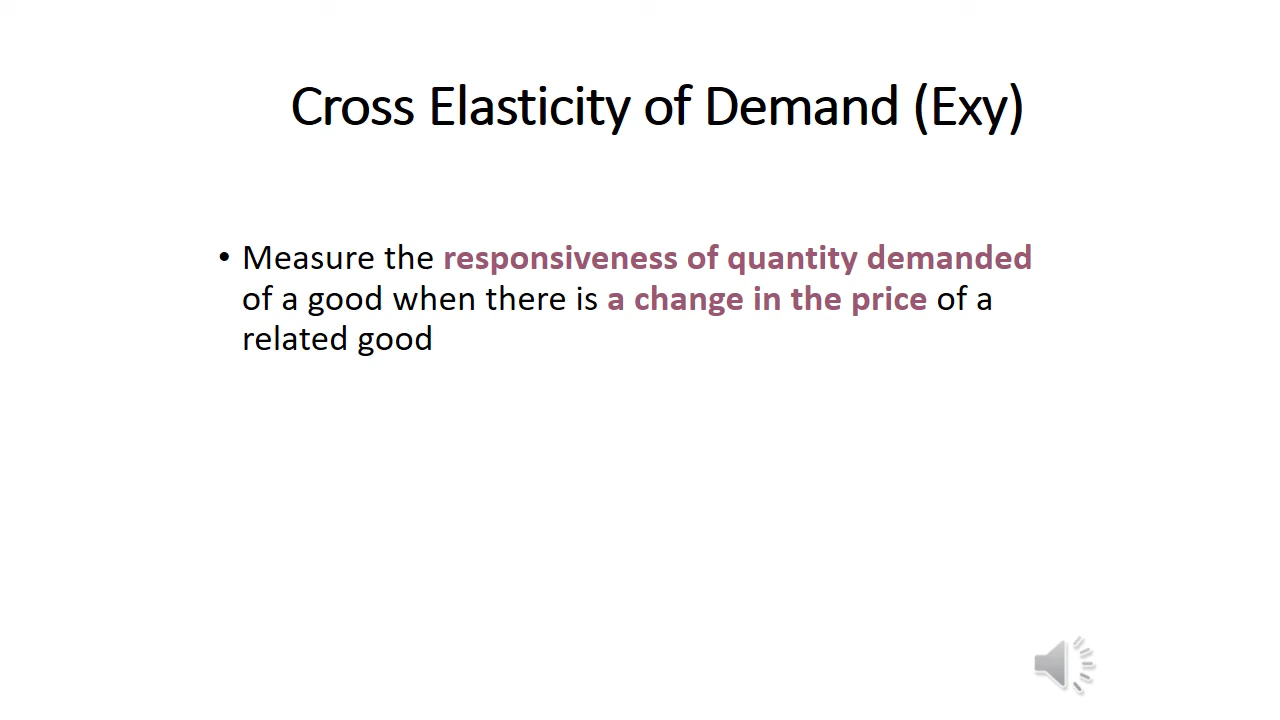 Cross Elasticity of Demand (Exy)
• Measure the responsiveness of quantity demanded
of a good when there is a change in the price of a
related good